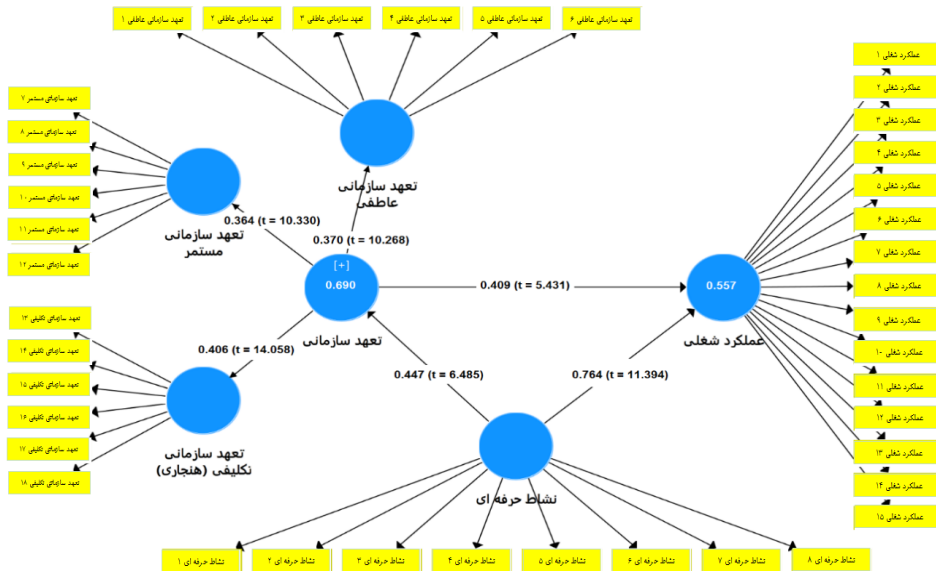 تعهد سازمانی عاطفی ۱
تعهد سازمانی عاطفی ۲
تعهد سازمانی عاطفی ۳
تعهد سازمانی عاطفی ۴
تعهد سازمانی عاطفی ۵
تعهد سازمانی عاطفی ۶
تعهد سازمانی مستمر ۷
تعهد سازمانی مستمر ۸
تعهد سازمانی مستمر ۹
تعهد سازمانی مستمر ۱۰
تعهد سازمانی مستمر ۱۱
تعهد سازمانی مستمر ۱۲
تعهد سازمانی
عاطفی
تعهد سازمانی
مستمر
0.364 (t = 10.330)
0.370 (t = 10.268)
[+]
0.690
تعهد سازمانی
0.409 (t = 5.431)
0.557
عملکرد شغلی
0.406 (t = 14.058)
0.447 (t = 6.485)
0.764 (t = 11.394)
تعهد سازمانی تکلیفی ۱۳
تعهد سازمانی تکلیفی ۱۴
تعهد سازمانی تکلیفی ۱۵
تعهد سازمانی تکلیفی ۱۶
تعهد سازمانی تکلیفی ۱۷
تعهد سازمانی تکلیفی ۱۸
تعهد سازمانی
تکلیفی (هنجاری)
نشاط حرفه ای
عملکرد شغلی ۱
عملکرد شغلی ۲
عملکرد شغلی ۳
عملکرد شغلی ۴
عملکرد شغلی ۵
عملکرد شغلی ۶
عملکرد شغلی ۷
عملکرد شغلی ۸
عملکرد شغلی ۹
عملکرد شغلی ۱۰
عملکرد شغلی ۱۱
عملکرد شغلی ۱۲
عملکرد شغلی ۱۳
عملکرد شغلی ۱۴
عملکرد شغلی ۱۵
نشاط حرفه ای ۱
نشاط حرفه ای ۲
نشاط حرفه ای ۳
نشاط حرفه ای ۴
نشاط حرفه ای ۵
نشاط حرفه ای ۶
نشاط حرفه ای ۷
نشاط حرفه ای ۸